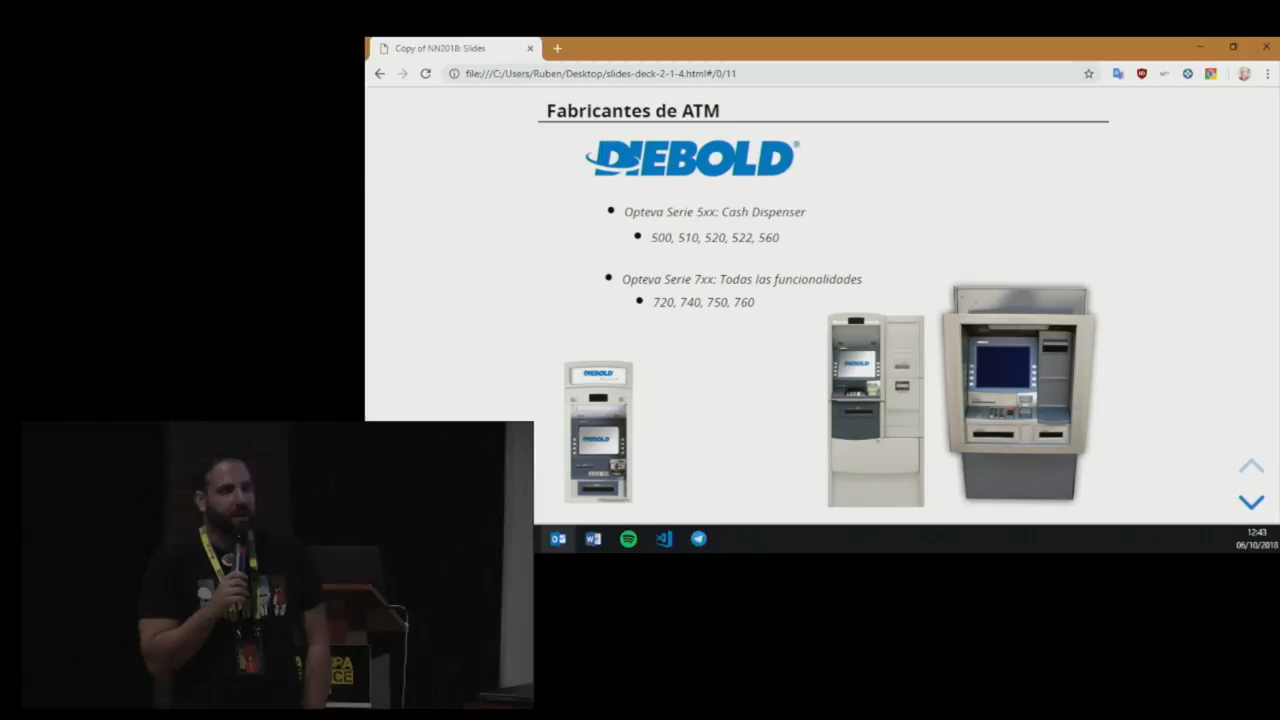 Copy of NN2018: Slides
file:///C:/Users/Ruben/Desktop/slides-deck-2-1-4.html#/0/11
Fabricantes de ATM
DIEBOLD®
Opteva Serie 5xx: Cash Dispenser
500, 510, 520, 522, 560
Opteva Serie 7xx: Todas las funcionalidades
720, 740, 750, 760
DIEBOLD
DIEBOLD
DIEBOLD
12:43
06/10/2018